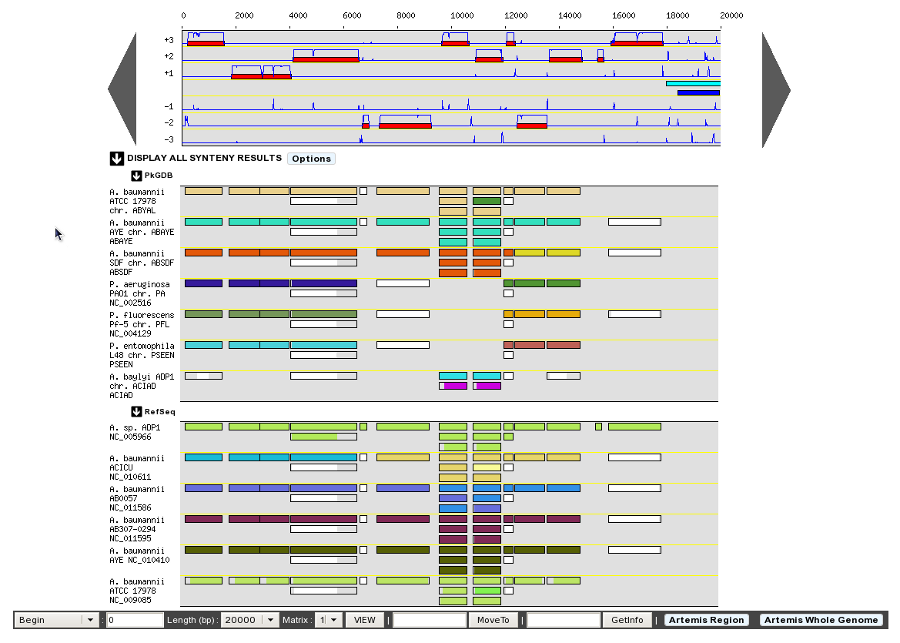 0 2000 4000 6000 8000 10000 12000 14000 16000 18000 20000
+3
+2
+1
-1
-2
-3
DISPLAY ALL SYNTENY RESULTS Options
PkGDB
A. baumannii
ATCC 17978
chr. ABYAL
A. baumannii
AYE chr. ABAYE
ABAYE
A. baumannii
SDF chr. ABSDF
ABSDF
P. aeruginosa
PAO1 chr. PA
NC_002516
P. fluorescens
Pf-5 chr. PFL
NC_004129
P. entomophila
L48 chr. PSEEN
PSEEN
A. baylyi ADP1
chr. ACIAD
ACIAD
RefSeq
A. sp. ADP1
NC_005966
A. baumannii
ACICU
NC_010611
A. baumannii
AB0057
NC_011586
A. baumannii
AB307-0294
NC_011595
A. baumannii
AYE NC_010410
A. baumannii
ATCC 17978
NC_009085
Begin : 0 Length (bp) : 20000 Matrix : 1 VIEW | MoveTo | GetInfo | Artemis Region Artemis Whole Genome